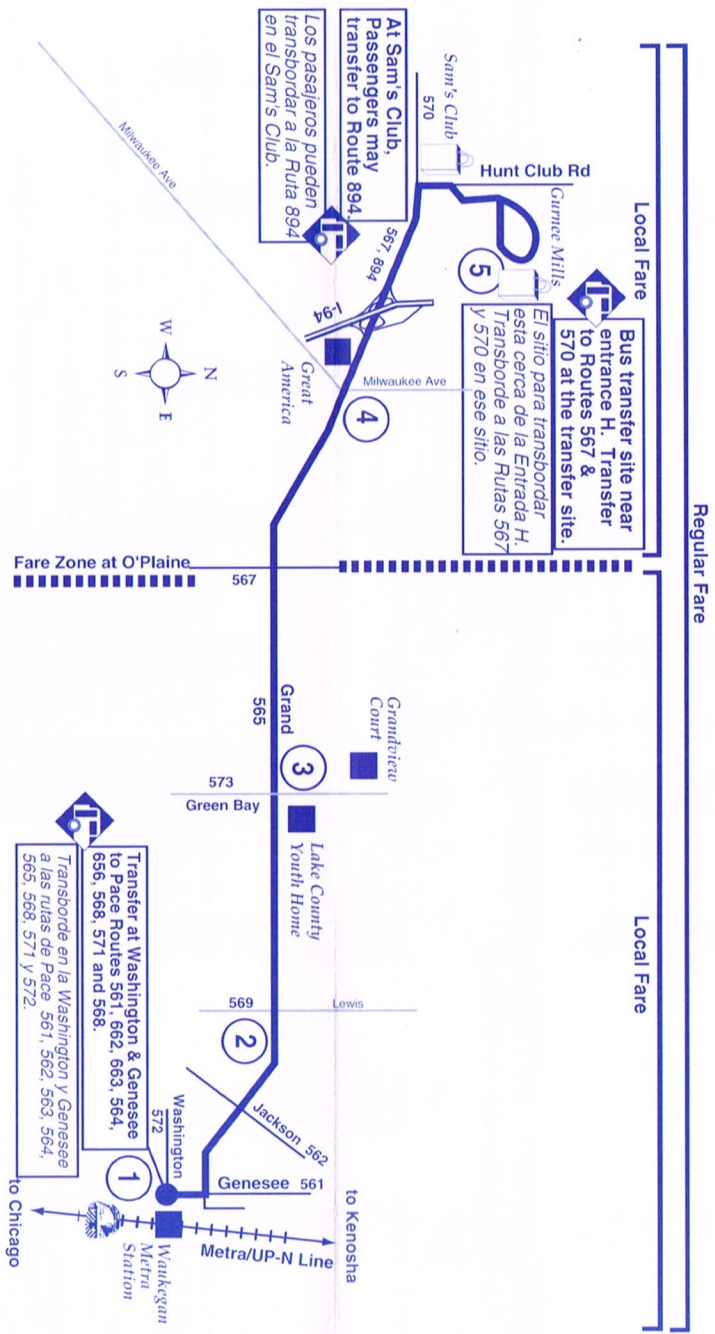 Regular Fare
Local Fare
Local Fare
Bus transfer site near
entrance H. Transfer
to Routes 567 &
570 at the transfer site.
El sitio para transbordar
esta cerca de la Entrada H.
Transborde a las Rutas 567
y 570 en ese sitio.
Gurnee Mills
5
Hunt Club Rd
Sam's Club
570
At Sam's Club,
Passengers may
transfer to Route 894.
Los pasajeros pueden
transbordar a la Ruta 894
en el Sam's Club.
567, 894
I-94
Milwaukee Ave
Milwaukee Ave
Great
America
4
N
W
E
S
Fare Zone at O'Plaine
567
Grand
565
Grandview
Court
3
573
Green Bay
Lake County
Youth Home
569
Lewis
2
Jackson 562
Transfer at Washington & Genesee
to Pace Routes 561, 662, 663, 564,
656, 568, 571 and 568.
Transborde en la Washington y Genesee
a las rutas de Pace 561, 562, 563, 564,
565, 568, 571 y 572.
Washington
572
Genesee 561
1
Waukegan
Metra
Station
Metra/UP-N Line
to Kenosha
to Chicago